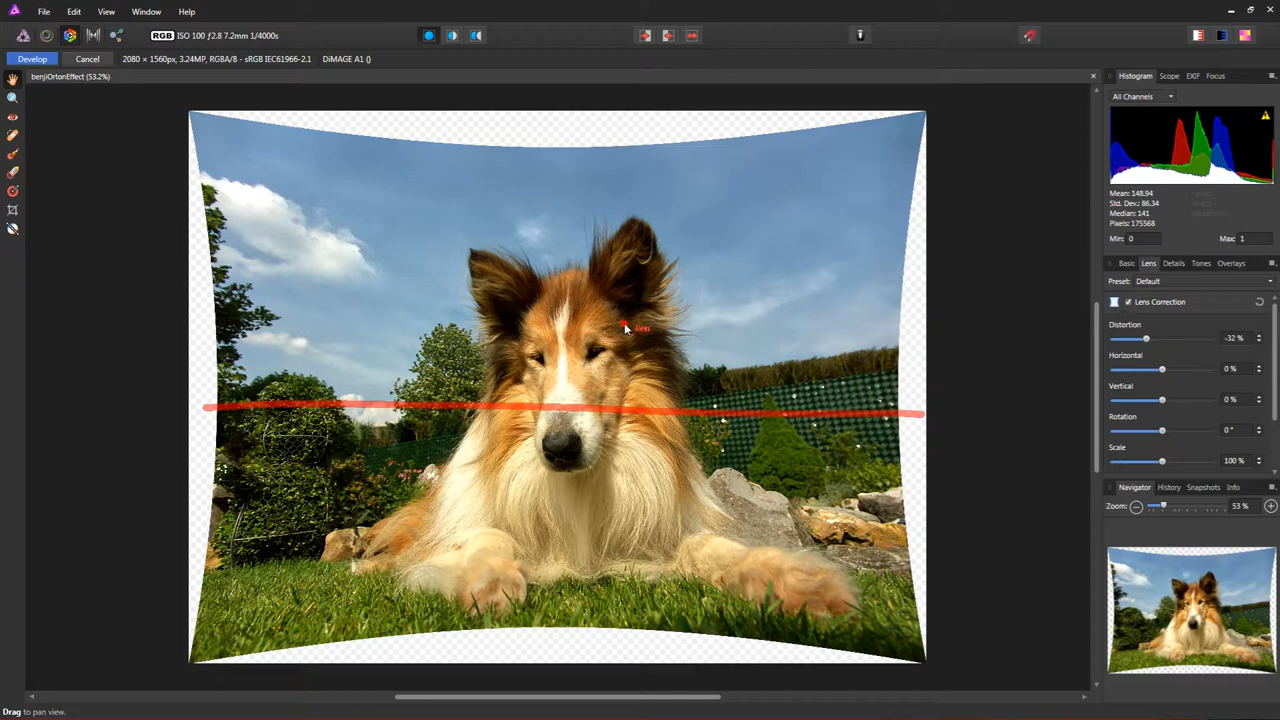 File Edit View Window Help
RGB ISO 100 ƒ/2.8 7.2mm 1/4000s
Develop Cancel 2080 × 1560px, 3.24MP, RGBA/8 - sRGB IEC61966-2.1 DiMAGE A1 ()
benjiOrtonEffect (53.2%)
Histogram Scope EXIF Focus
All Channels
Mean: 148.94
Std. Dev.: 86.34
Median: 141
Pixels: 175568
Min: 0 Max: 1
Basic Lens Details Tones Overlays
Preset: Default
Lens Correction
Distortion
-32 %
Horizontal
0 %
Vertical
0 %
Rotation
0 °
Scale
100 %
Navigator History Snapshots Info
Zoom: 53 %
Drag to pan view.